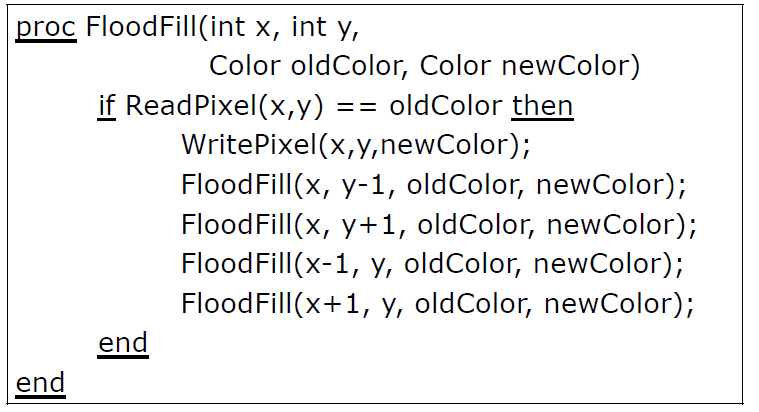 proc FloodFill(int x, int y,
Color oldColor, Color newColor)
if ReadPixel(x,y) == oldColor then
WritePixel(x,y,newColor);
FloodFill(x, y-1, oldColor, newColor);
FloodFill(x, y+1, oldColor, newColor);
FloodFill(x-1, y, oldColor, newColor);
FloodFill(x+1, y, oldColor, newColor);
end
end